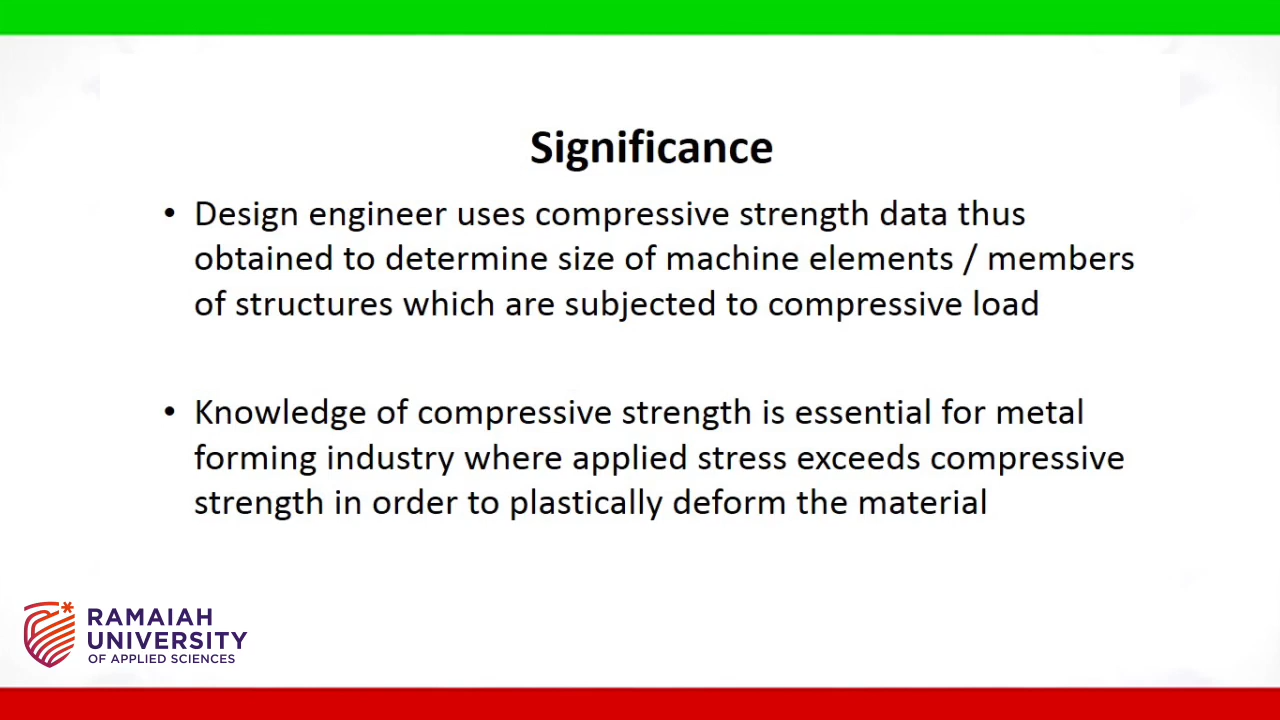 Significance
• Design engineer uses compressive strength data thus
obtained to determine size of machine elements / members
of structures which are subjected to compressive load
• Knowledge of compressive strength is essential for metal
forming industry where applied stress exceeds compressive
strength in order to plastically deform the material
RAMAIAH
UNIVERSITY
OF APPLIED SCIENCES